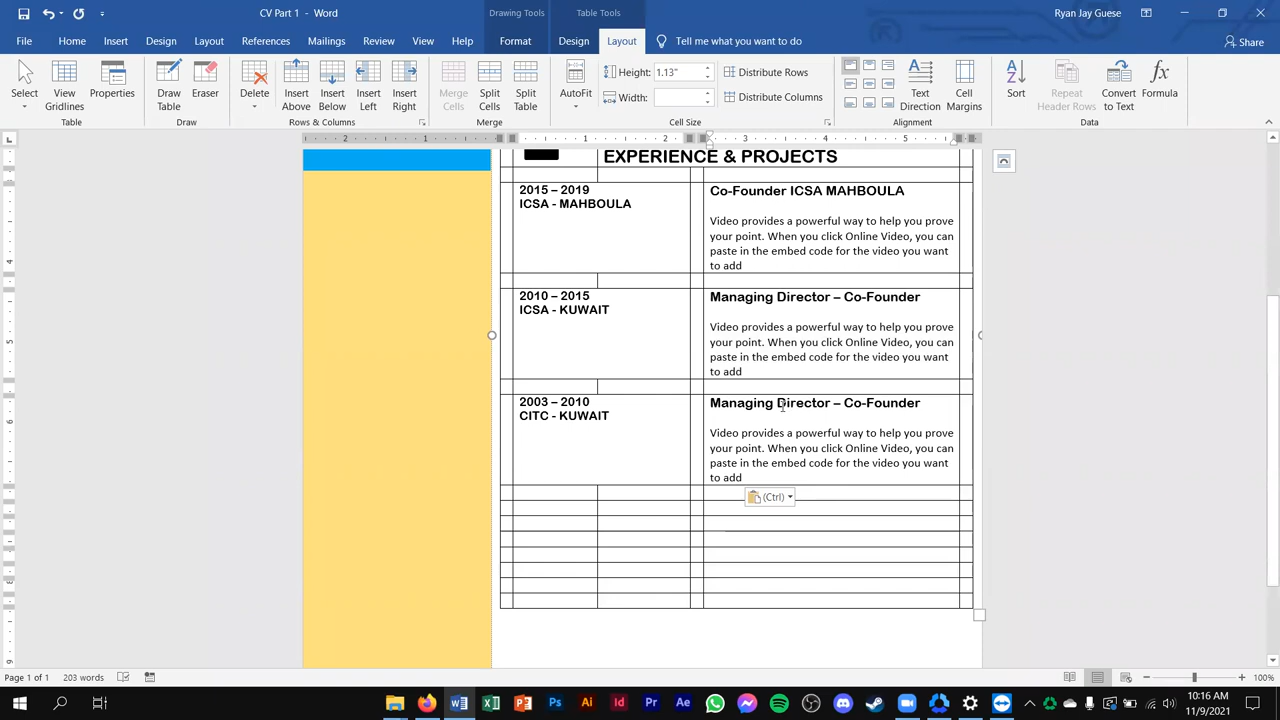 CV Part 1 - Word
Drawing Tools
Table Tools
Ryan Jay Guese
File
Home
Insert
Design
Layout
References
Mailings
Review
View
Help
Format
Design
Layout
Tell me what you want to do
Share
Select
View Gridlines
Properties
Draw Table
Eraser
Delete
Insert Above
Insert Below
Insert Left
Insert Right
Merge Cells
Split Cells
Split Table
AutoFit
Height: 1.13"
Width:
Distribute Rows
Distribute Columns
Text Direction
Cell Margins
Sort
Repeat Header Rows
Convert to Text
Formula
Table
Draw
Rows & Columns
Merge
Cell Size
Alignment
Data
2 1 1 3 4 5
EXPERIENCE & PROJECTS
2015 – 2019
ICSA - MAHBOULA
Co-Founder ICSA MAHBOULA
Video provides a powerful way to help you prove
your point. When you click Online Video, you can
paste in the embed code for the video you want
to add
2010 – 2015
ICSA - KUWAIT
Managing Director – Co-Founder
Video provides a powerful way to help you prove
your point. When you click Online Video, you can
paste in the embed code for the video you want
to add
2003 – 2010
CITC - KUWAIT
Managing Director – Co-Founder
Video provides a powerful way to help you prove
your point. When you click Online Video, you can
paste in the embed code for the video you want
to add
(Ctrl)
Page 1 of 1
203 words
100%
10:16 AM
11/9/2021